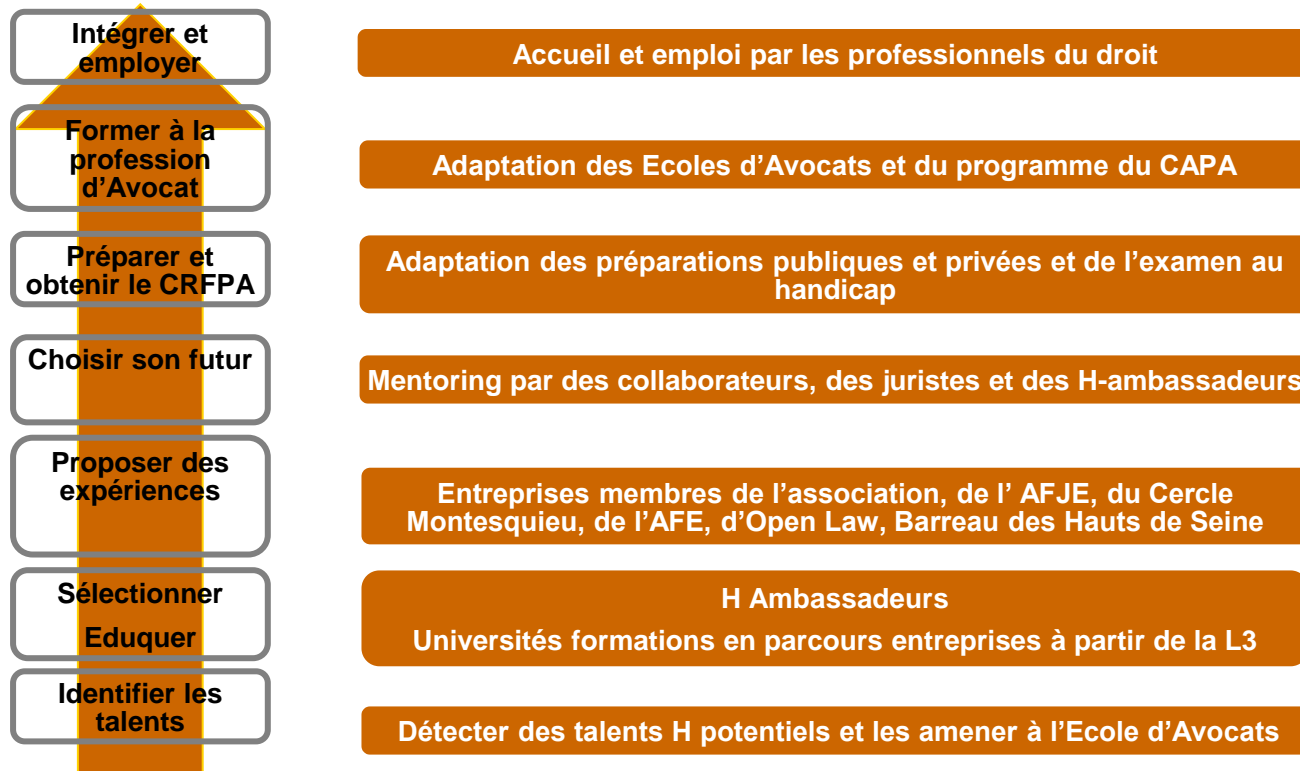 Intégrer et
employer
Accueil et emploi par les professionnels du droit
Former à la
profession
d’Avocat
Adaptation des Ecoles d’Avocats et du programme du CAPA
Préparer et
obtenir le CRFPA
Adaptation des préparations publiques et privées et de l’examen au
handicap
Choisir son futur
Mentoring par des collaborateurs, des juristes et des H-ambassadeurs
Proposer des
expériences
Entreprises membres de l’association, de l’ AFJE, du Cercle
Montesquieu, de l’AFE, d’Open Law, Barreau des Hauts de Seine
Sélectionner
Eduquer
H Ambassadeurs
Universités formations en parcours entreprises à partir de la L3
Identifier les
talents
Détecter des talents H potentiels et les amener à l’Ecole d’Avocats